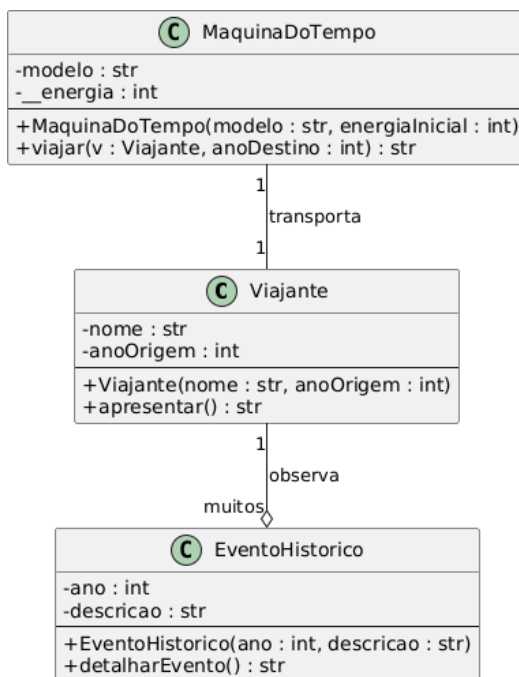 C MaquinaDoTempo
-modelo : str
-__energia : int
+MaquinaDoTempo(modelo : str, energiaInicial : int)
+viajar(v : Viajante, anoDestino : int) : str
1
transporta
1
C Viajante
-nome : str
-anoOrigem : int
+Viajante(nome : str, anoOrigem : int)
+apresentar() : str
1
observa
muitos
C EventoHistorico
-ano : int
-descricao : str
+EventoHistorico(ano : int, descricao : str)
+detalharEvento() : str